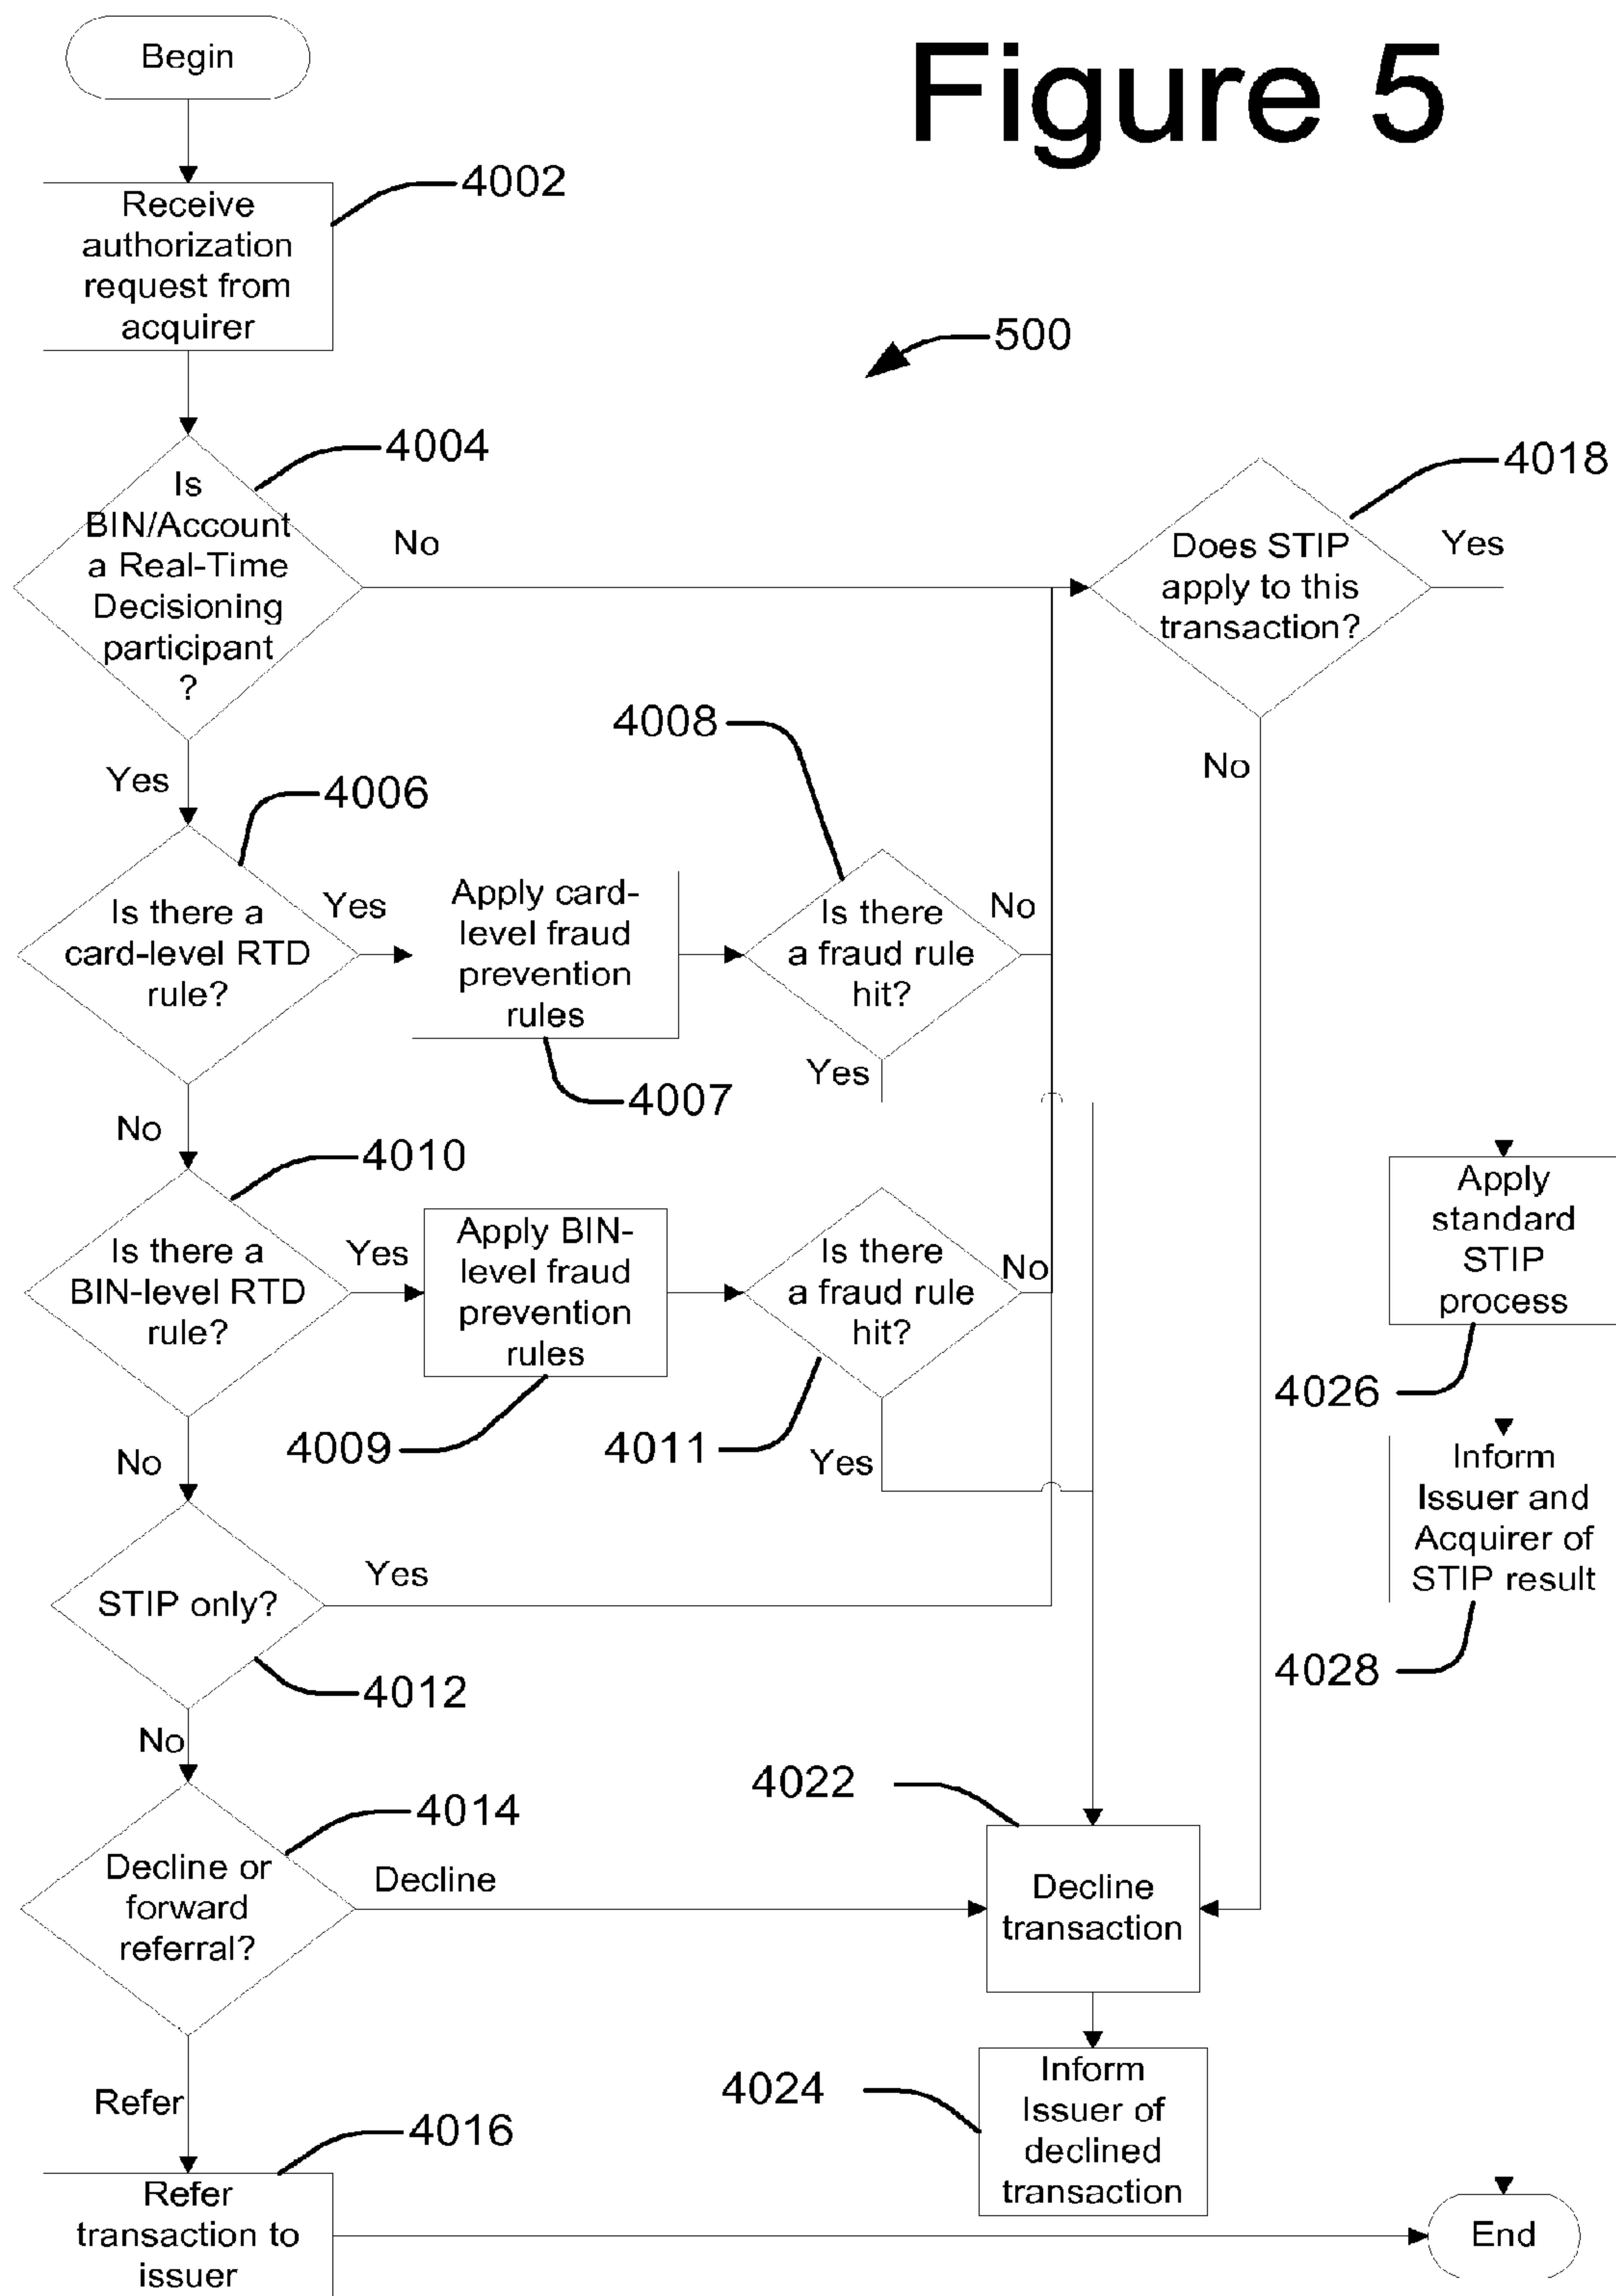 Figure 5
Begin
4002
Receive
authorization
request from
acquirer
500
4004
Is
BIN/Account
a Real-Time
Decisioning
participant
?
No
4018
Does STIP
apply to this
transaction?
Yes
No
Yes
4006
Is there a
card-level RTD
rule?
Yes
Apply card-
level fraud
prevention
rules
4007
4008
Is there
a fraud rule
hit?
No
Yes
No
4010
Is there a
BIN-level RTD
rule?
Yes
Apply BIN-
level fraud
prevention
rules
4009
Is there
a fraud rule
hit?
No
4011
Yes
Apply
standard
STIP
process
4026
Inform
Issuer and
Acquirer of
STIP result
4028
No
STIP only?
Yes
4012
No
4014
Decline or
forward
referral?
Decline
4022
Decline
transaction
4024
Inform
Issuer of
declined
transaction
Refer
4016
Refer
transaction to
issuer
End